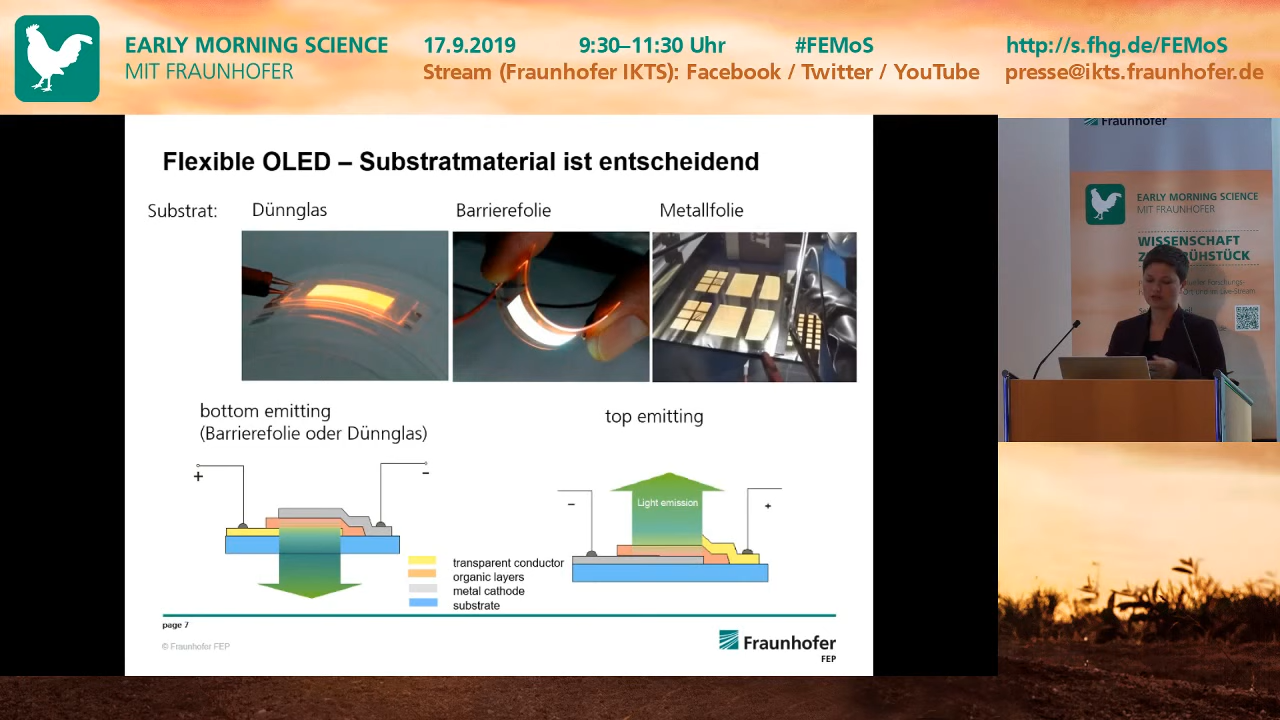 EARLY MORNING SCIENCE
MIT FRAUNHOFER
17.9.2019 9:30–11:30 Uhr #FEMoS http://s.fhg.de/FEMoS
Stream (Fraunhofer IKTS): Facebook / Twitter / YouTube presse@ikts.fraunhofer.de
Flexible OLED – Substratmaterial ist entscheidend
Substrat: Dünnglas Barrierefolie Metallfolie
bottom emitting
(Barrierefolie oder Dünnglas)
top emitting
+ –
Light emission
– +
transparent conductor
organic layers
metal cathode
substrate
page 7
© Fraunhofer FEP
Fraunhofer
FEP
Fraunhofer
EARLY MORNING SCIENCE
MIT FRAUNHOFER
WISSENSCHAFT